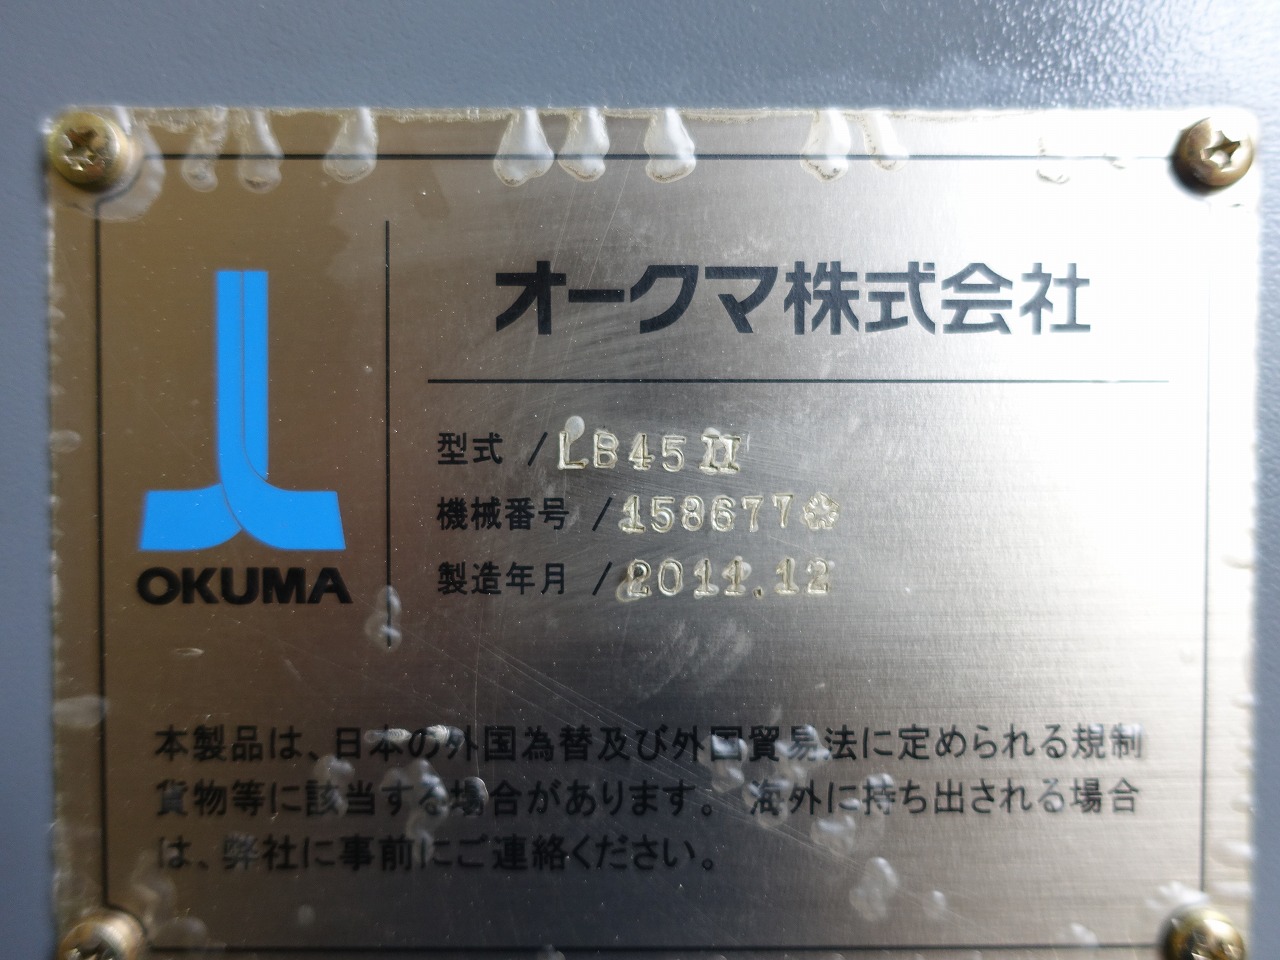 オークマ株式会社
型式 /LB45II
機械番号 /158677
製造年月 /2011.12
OKUMA
本製品は、日本の外国為替及び外国貿易法に定められる規制
貨物等に該当する場合があります。 海外に持ち出される場合
は、弊社に事前にご連絡ください。